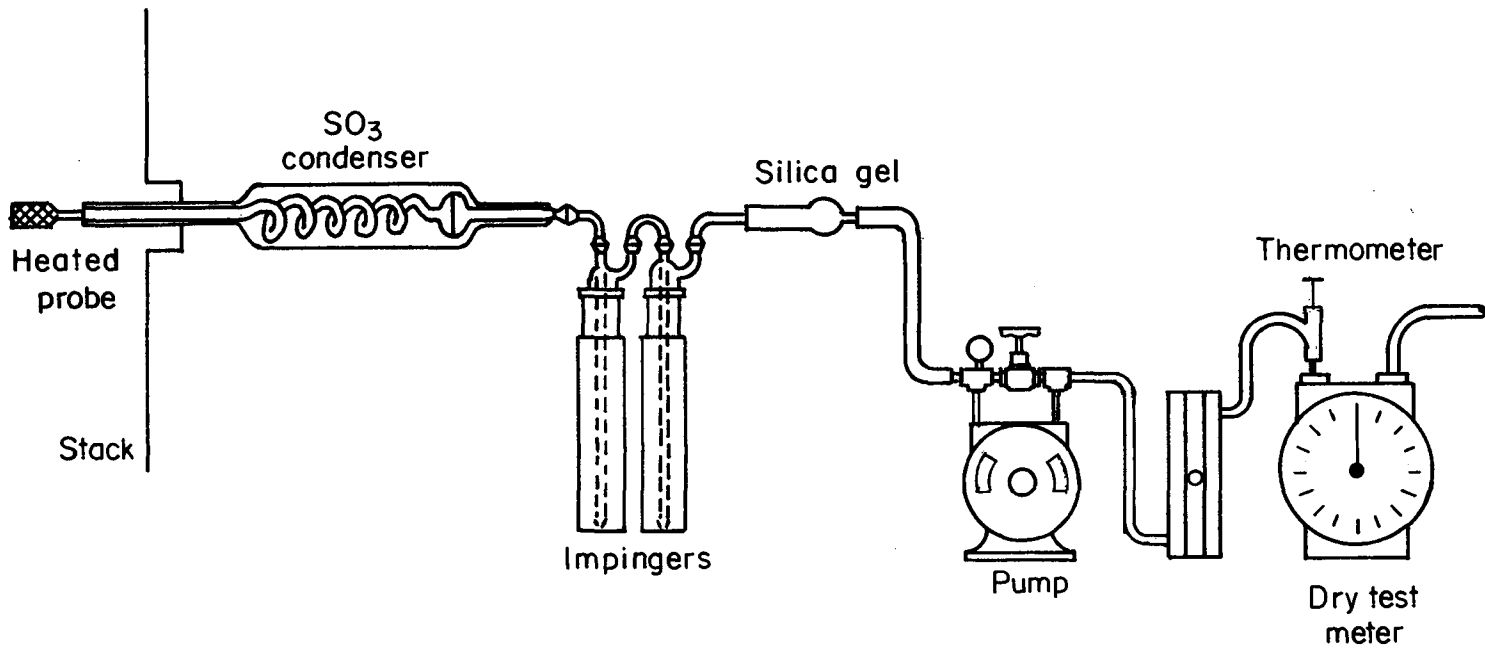 SO₃
condenser
Silica gel
Heated
probe
Thermometer
Stack
Impingers
Pump
Dry test
meter